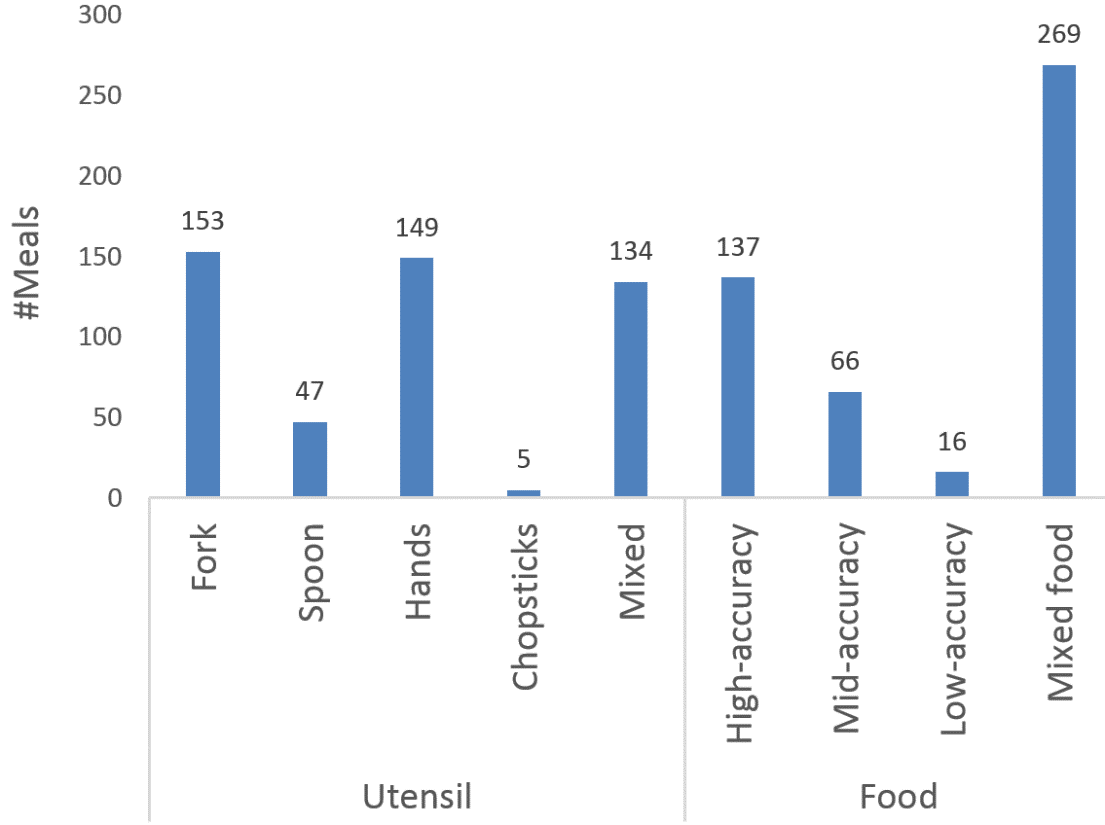 #Meals
300
250
200
150
100
50
0
153
47
149
5
134
137
66
16
269
Fork
Spoon
Hands
Chopsticks
Mixed
High-accuracy
Mid-accuracy
Low-accuracy
Mixed food
Utensil
Food